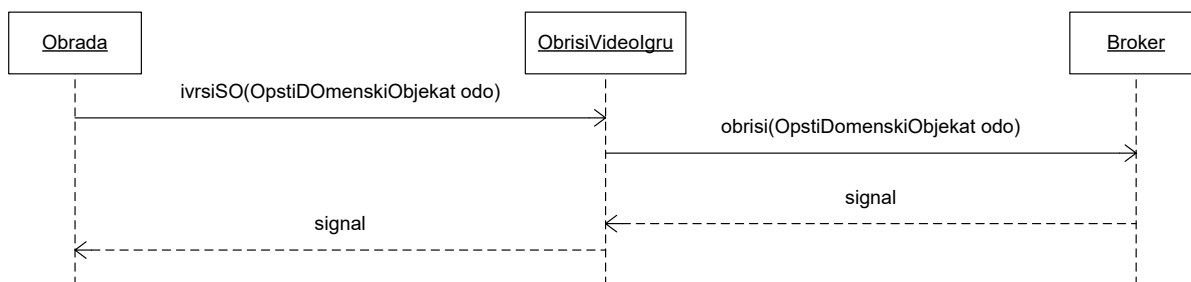 Obrada
ObrisiVideoIgru
Broker
ivrsiSO(OpstiDOmenskiObjekat odo)
obrisi(OpstiDomenskiObjekat odo)
signal
signal